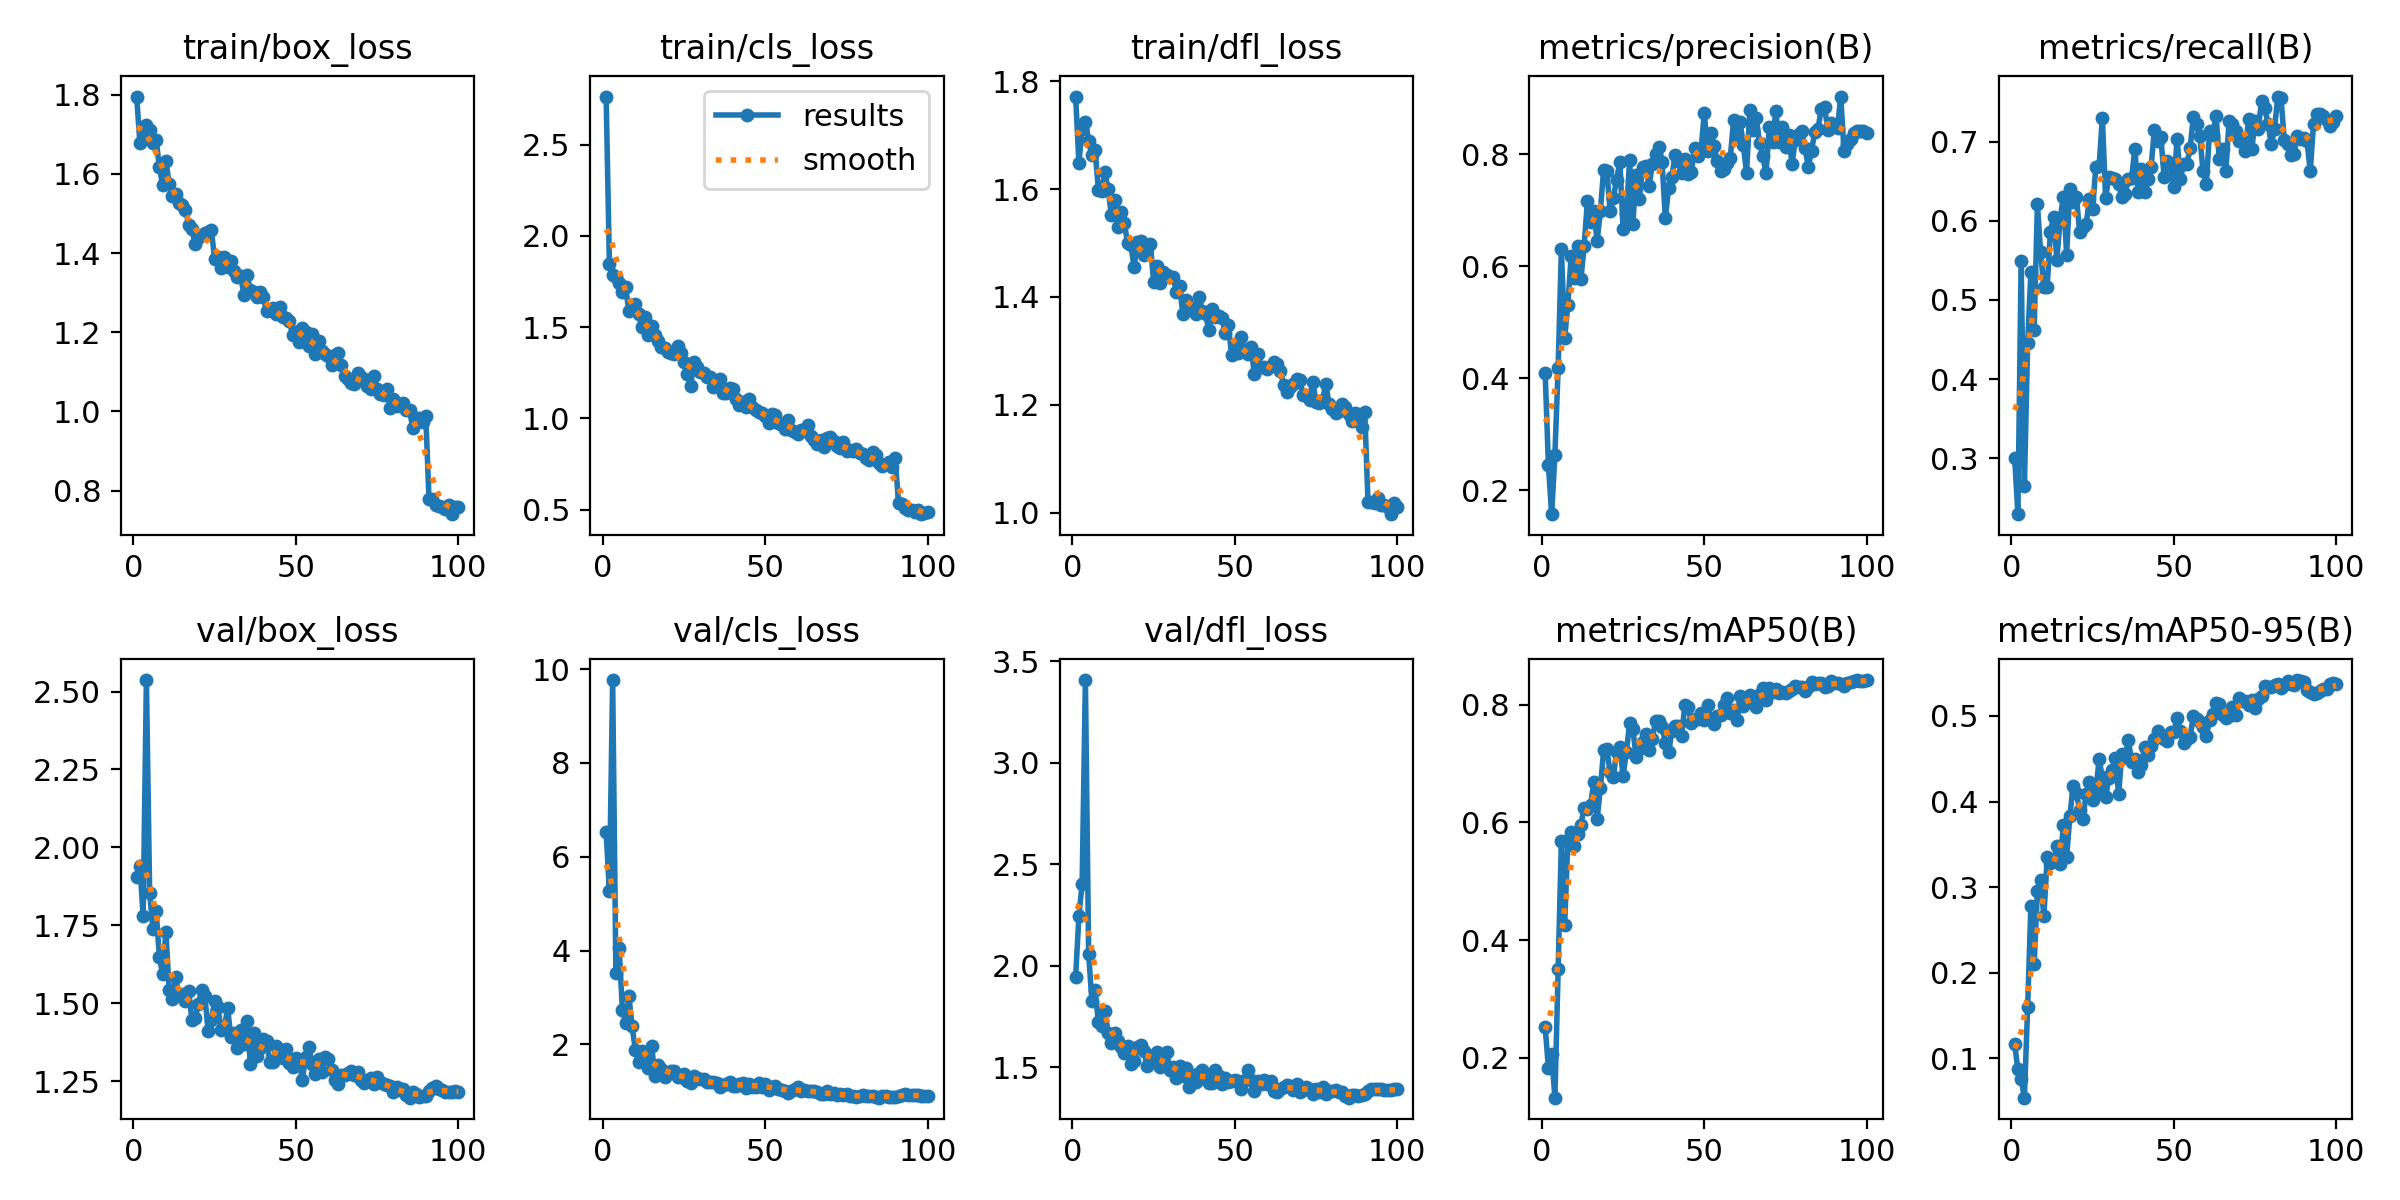 train/box_loss
1.8
1.6
1.4
1.2
1.0
0.8
0 50 100
train/cls_loss
results
smooth
2.5
2.0
1.5
1.0
0.5
0 50 100
train/dfl_loss
1.8
1.6
1.4
1.2
1.0
0 50 100
metrics/precision(B)
0.8
0.6
0.4
0.2
0 50 100
metrics/recall(B)
0.7
0.6
0.5
0.4
0.3
0 50 100
val/box_loss
2.50
2.25
2.00
1.75
1.50
1.25
0 50 100
val/cls_loss
10
8
6
4
2
0 50 100
val/dfl_loss
3.5
3.0
2.5
2.0
1.5
0 50 100
metrics/mAP50(B)
0.8
0.6
0.4
0.2
0 50 100
metrics/mAP50-95(B)
0.5
0.4
0.3
0.2
0.1
0 50 100